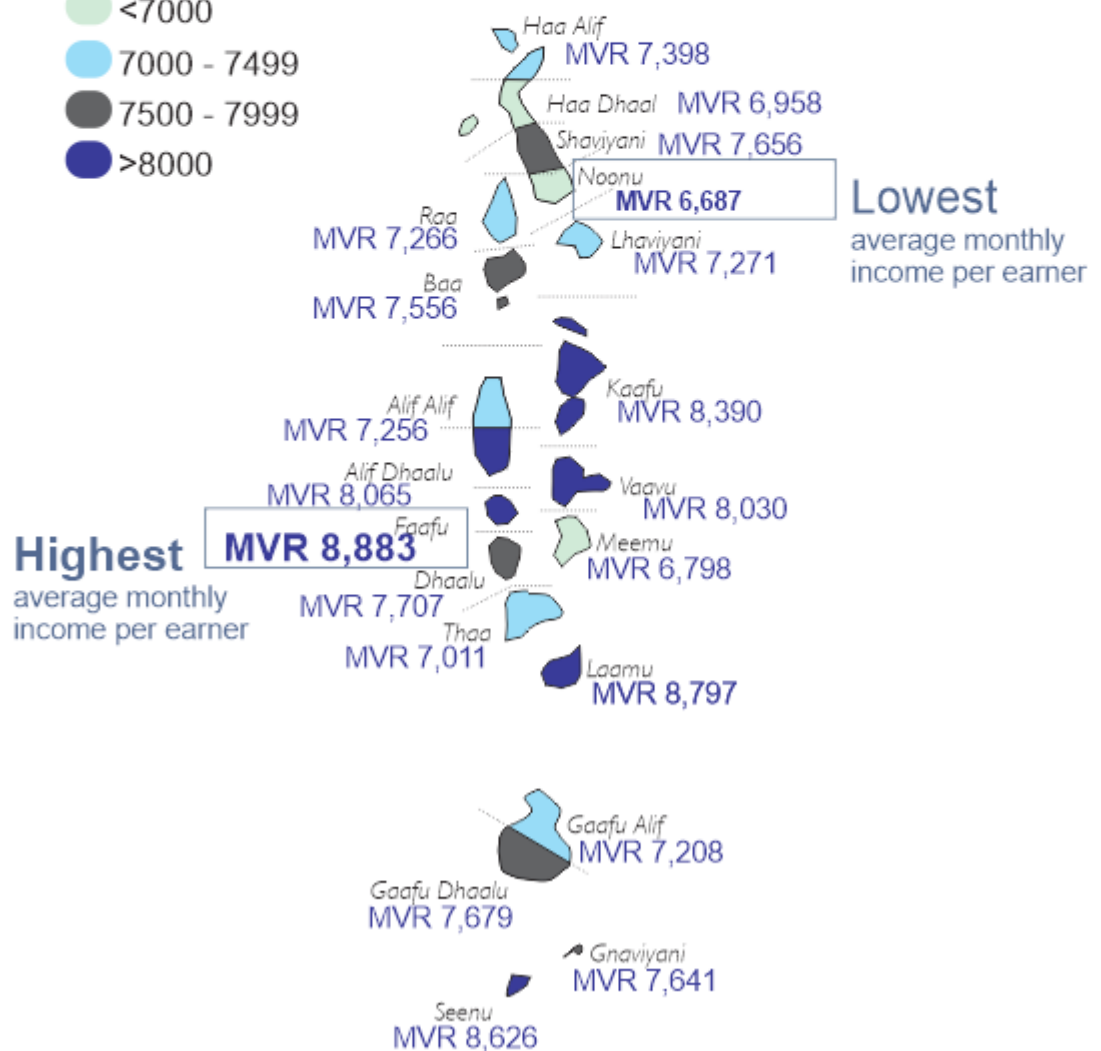 <7000
7000 - 7499
7500 - 7999
>8000
Haa Alif
MVR 7,398
Haa Dhaal MVR 6,958
Shaviyani MVR 7,656
Noonu
MVR 6,687
Lowest
average monthly
income per earner
Raa
MVR 7,266
Lhaviyani
MVR 7,271
Baa
MVR 7,556
Kaafu
MVR 8,390
Alif Alif
MVR 7,256
Alif Dhaalu
MVR 8,065
Vaavu
MVR 8,030
Faafu
MVR 8,883
Highest
average monthly
income per earner
Meemu
MVR 6,798
Dhaalu
MVR 7,707
Thaa
MVR 7,011
Laamu
MVR 8,797
Gaafu Alif
MVR 7,208
Gaafu Dhaalu
MVR 7,679
Gnaviyani
MVR 7,641
Seenu
MVR 8,626